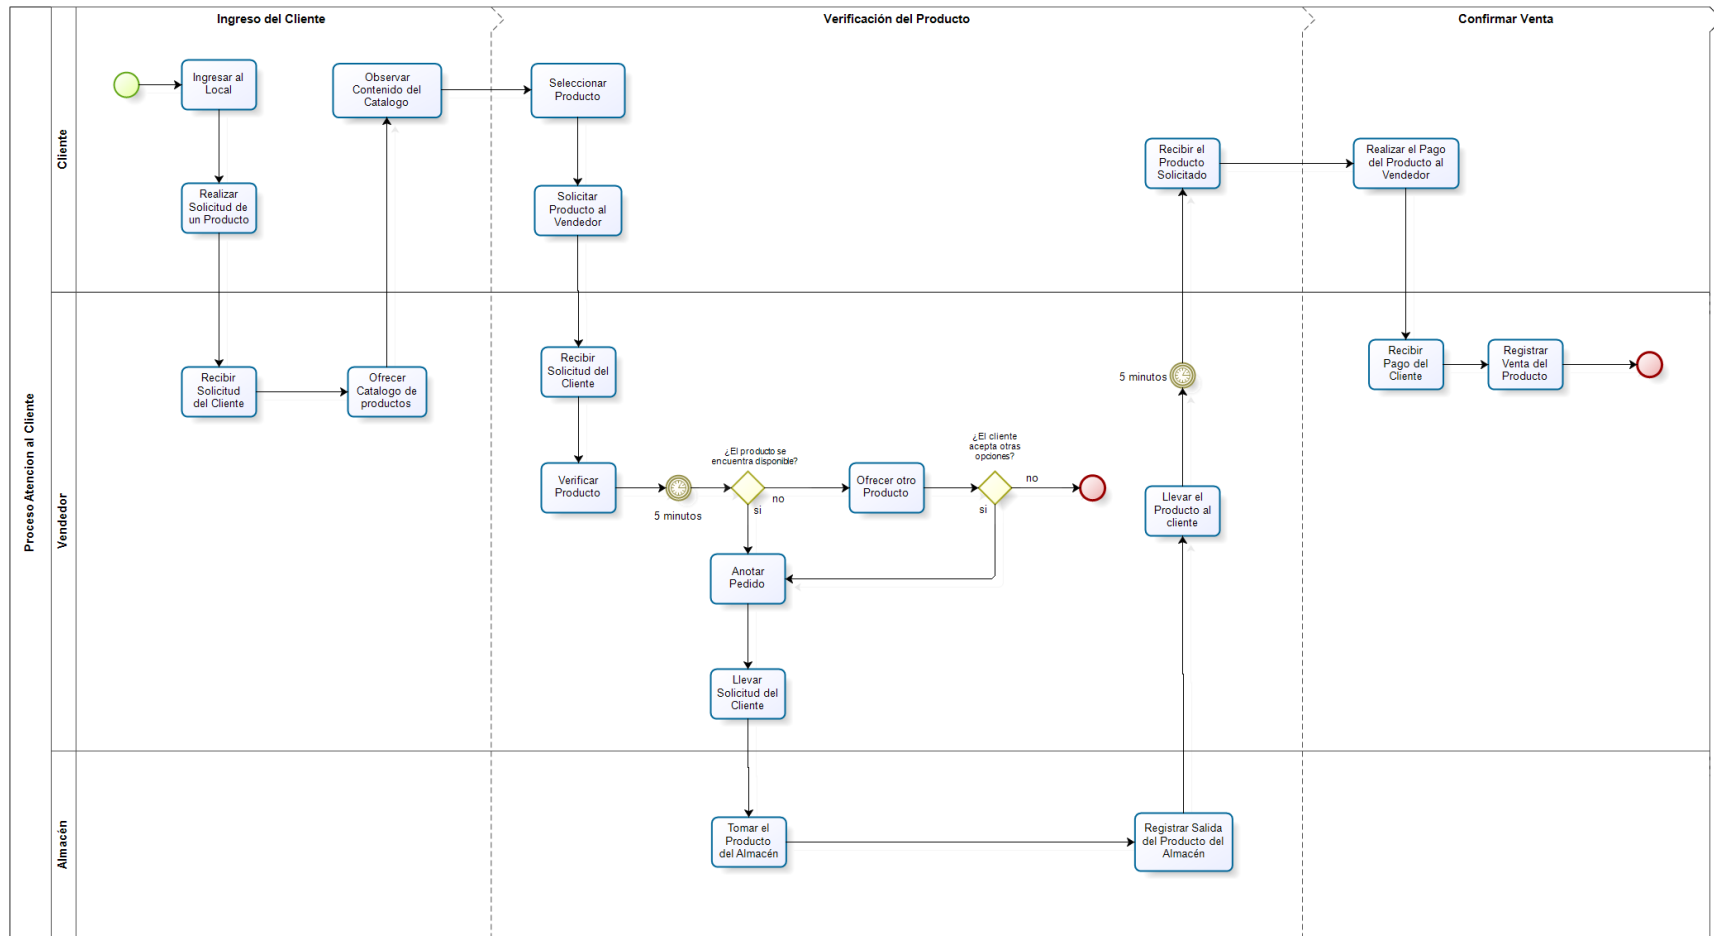 Ingreso del Cliente
Verificación del Producto
Confirmar Venta
Proceso Atencion al Cliente
Cliente
Ingresar al
Local
Realizar
Solicitud de
un Producto
Observar
Contenido del
Catalogo
Seleccionar
Producto
Solicitar
Producto al
Vendedor
Recibir el
Producto
Solicitado
Realizar el Pago
del Producto al
Vendedor
Vendedor
Recibir
Solicitud
del Cliente
Ofrecer
Catalogo de
productos
Recibir
Solicitud del
Cliente
Verificar
Producto
5 minutos
¿El producto se
encuentra disponible?
no
si
Ofrecer otro
Producto
¿El cliente
acepta otras
opciones?
no
si
Anotar
Pedido
Llevar
Solicitud del
Cliente
Llevar el
Producto al
cliente
5 minutos
Recibir
Pago del
Cliente
Registrar
Venta del
Producto
Almacén
Tomar el
Producto
del Almacén
Registrar Salida
del Producto del
Almacén